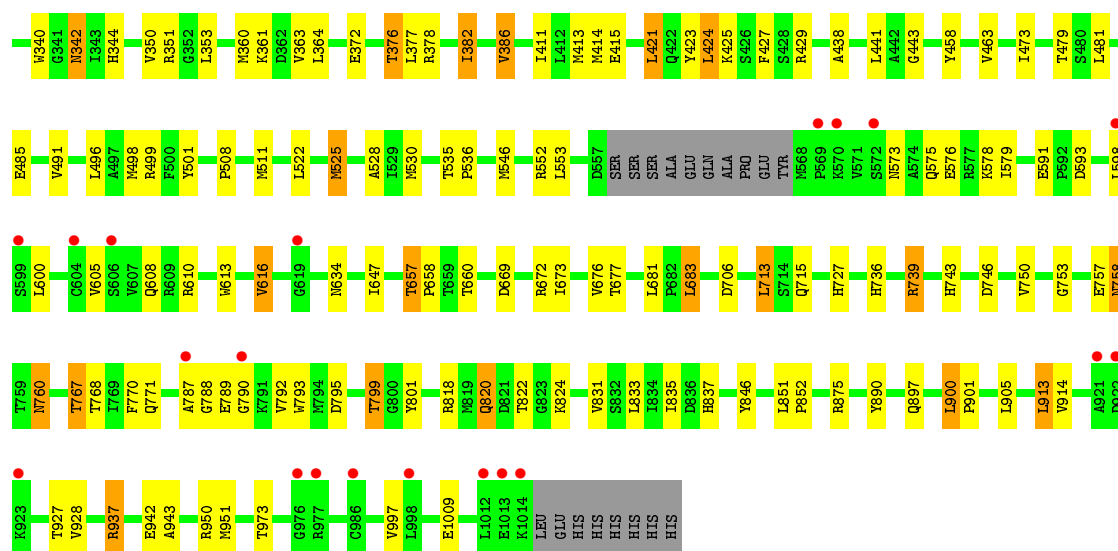 W340 G341 N342 I343 H344 V350 R351 G352 L353 M360 K361 D362 V363 L364 E372 T376 L377 R378 I382 V386 I411 L412 M413 M414 E415 L421 Q422 Y423 L424 K425 S426 F427 S428 R429 A438 L441 A442 G443 Y458 V463 I473 T479 S480 L481
E485 V491 L496 A497 M498 R499 F500 Y501 P508 M511 L522 M525 A528 I529 M530 T535 P536 M546 R552 L553 D557 SER SER SER ALA GLU GLN ALA PRO GLU TYR M568 P569 K570 V571 S572 N573 A574 Q575 E576 R577 K578 I579 E591 P592 D593 L598
S599 L600 C604 V605 S606 V607 Q608 R609 R610 W613 V616 G619 N634 I647 T657 P658 T659 T660 D669 R672 I673 V676 T677 L681 P682 L683 D706 L713 S714 Q715 H727 H736 R739 H743 D746 V750 G753 E757 N758
T759 N760 T767 T768 I769 F770 Q771 A787 G788 E789 G790 K791 V792 W793 M794 D795 T799 G800 Y801 R818 M819 Q820 D821 T822 G823 K824 V831 S832 L833 I834 I835 D836 H837 Y846 L851 P852 R875 Y890 Q897 L900 P901 L905 L913 V914 A921 D922
K923 T927 V928 R937 E942 A943 R950 M951 T973 G976 R977 C986 V997 L998 E1009 L1012 E1013 K1014 LEU GLU HIS HIS HIS HIS HIS HIS